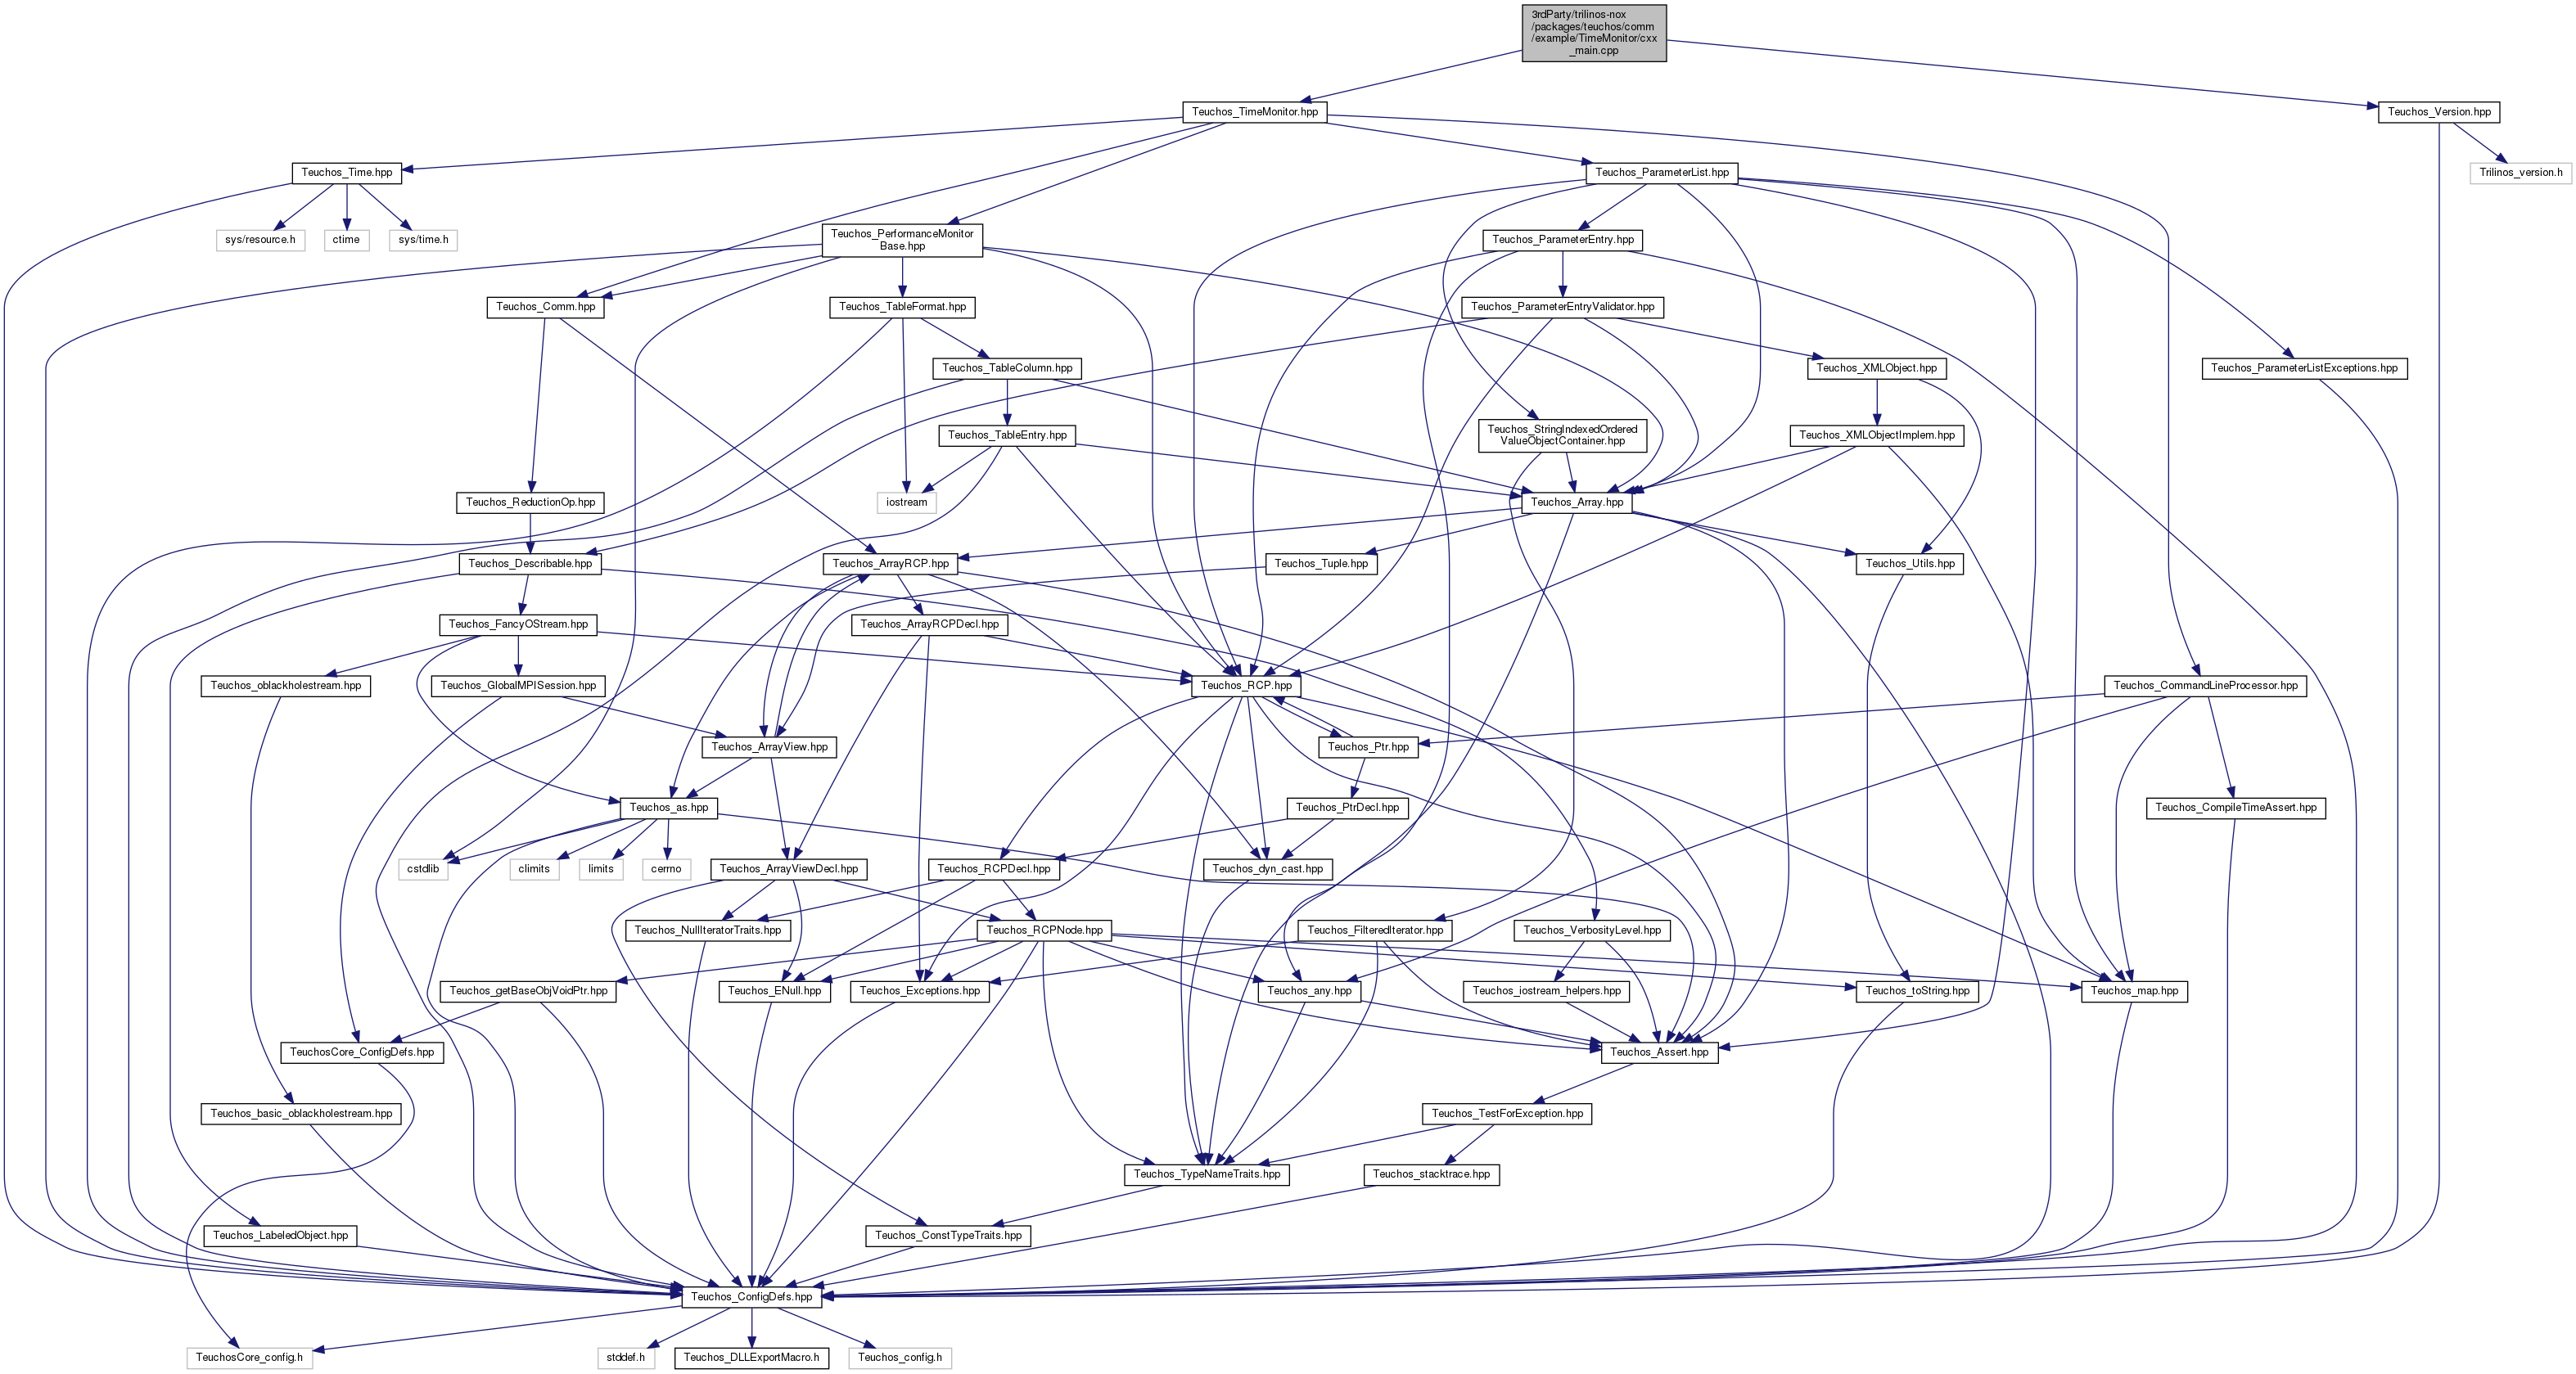 3rdParty/trilinos-nox
/packages/teuchos/comm
/example/TimeMonitor/cxx
_main.cpp
Teuchos_TimeMonitor.hpp
Teuchos_Version.hpp
Teuchos_Time.hpp
Teuchos_ParameterList.hpp
Trilinos_version.h
sys/resource.h
ctime
sys/time.h
Teuchos_PerformanceMonitor
Base.hpp
Teuchos_ParameterEntry.hpp
Teuchos_Comm.hpp
Teuchos_TableFormat.hpp
Teuchos_ParameterEntryValidator.hpp
Teuchos_TableColumn.hpp
Teuchos_XMLObject.hpp
Teuchos_ParameterListExceptions.hpp
Teuchos_TableEntry.hpp
Teuchos_StringIndexedOrdered
ValueObjectContainer.hpp
Teuchos_XMLObjectImplem.hpp
Teuchos_ReductionOp.hpp
iostream
Teuchos_Array.hpp
Teuchos_Describable.hpp
Teuchos_ArrayRCP.hpp
Teuchos_Tuple.hpp
Teuchos_Utils.hpp
Teuchos_FancyOStream.hpp
Teuchos_ArrayRCPDecl.hpp
Teuchos_oblackholestream.hpp
Teuchos_GlobalMPISession.hpp
Teuchos_RCP.hpp
Teuchos_CommandLineProcessor.hpp
Teuchos_ArrayView.hpp
Teuchos_Ptr.hpp
Teuchos_as.hpp
Teuchos_PtrDecl.hpp
Teuchos_CompileTimeAssert.hpp
cstdlib
climits
limits
cerrno
Teuchos_ArrayViewDecl.hpp
Teuchos_RCPDecl.hpp
Teuchos_dyn_cast.hpp
Teuchos_NullIteratorTraits.hpp
Teuchos_RCPNode.hpp
Teuchos_FilteredIterator.hpp
Teuchos_VerbosityLevel.hpp
Teuchos_getBaseObjVoidPtr.hpp
Teuchos_ENull.hpp
Teuchos_Exceptions.hpp
Teuchos_any.hpp
Teuchos_iostream_helpers.hpp
Teuchos_toString.hpp
Teuchos_map.hpp
TeuchosCore_ConfigDefs.hpp
Teuchos_Assert.hpp
Teuchos_basic_oblackholestream.hpp
Teuchos_TestForException.hpp
Teuchos_TypeNameTraits.hpp
Teuchos_stacktrace.hpp
Teuchos_LabeledObject.hpp
Teuchos_ConstTypeTraits.hpp
Teuchos_ConfigDefs.hpp
TeuchosCore_config.h
stddef.h
Teuchos_DLLExportMacro.h
Teuchos_config.h